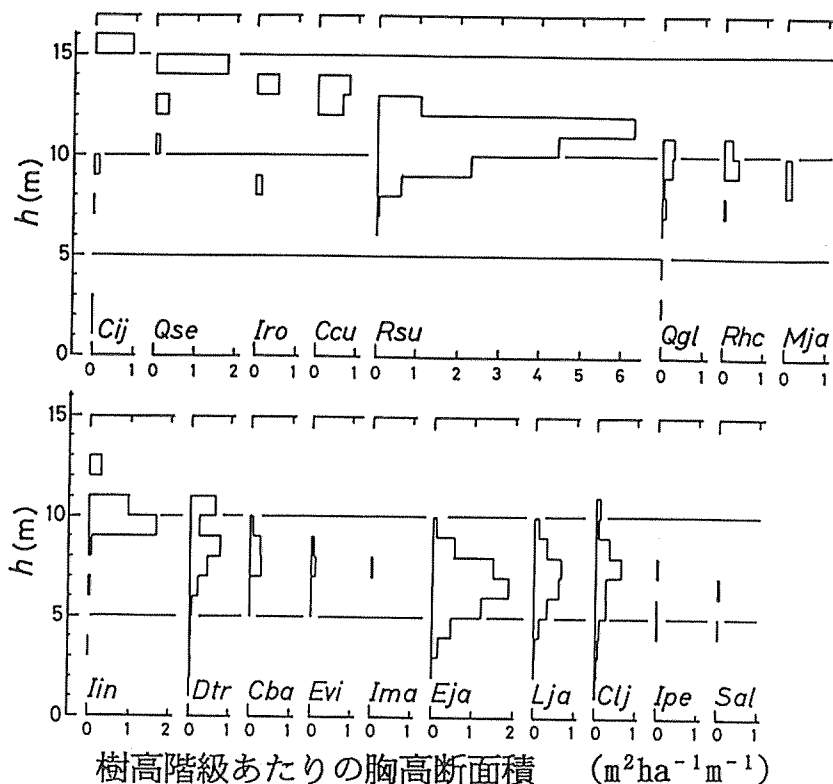 15
10
5
0
h (m)
Cij Qse Iro Ccu Rsu Qgl Rhc Mja
0 1 0 1 2 0 1 0 1 0 1 2 3 4 5 6 0 1 0 1 0 1
15
10
5
0
h (m)
Iin Dtr Cba Evi Ima Eja Lja Clj Ipe Sal
0 1 2 0 1 0 1 0 1 0 1 0 1 2 0 1 0 1 0 1 0 1
樹高階級あたりの胸高断面積 (m²ha⁻¹m⁻¹)